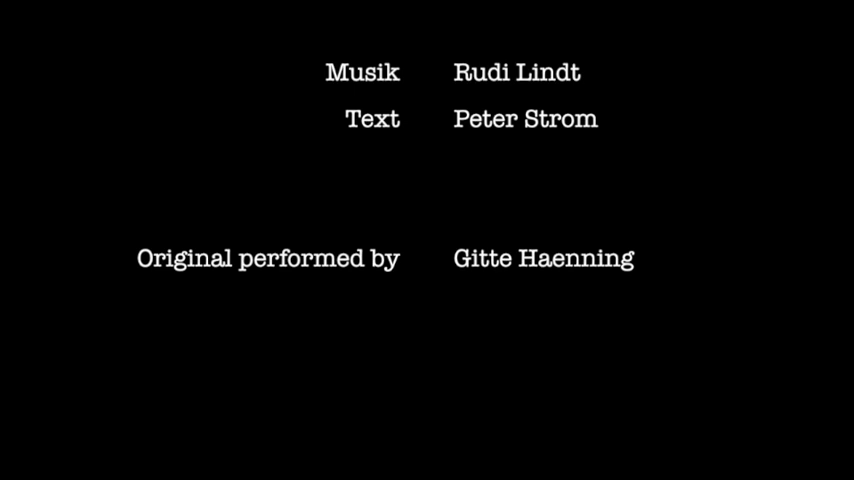 Musik Rudi Lindt
Text Peter Strom
Original performed by Gitte Haenning